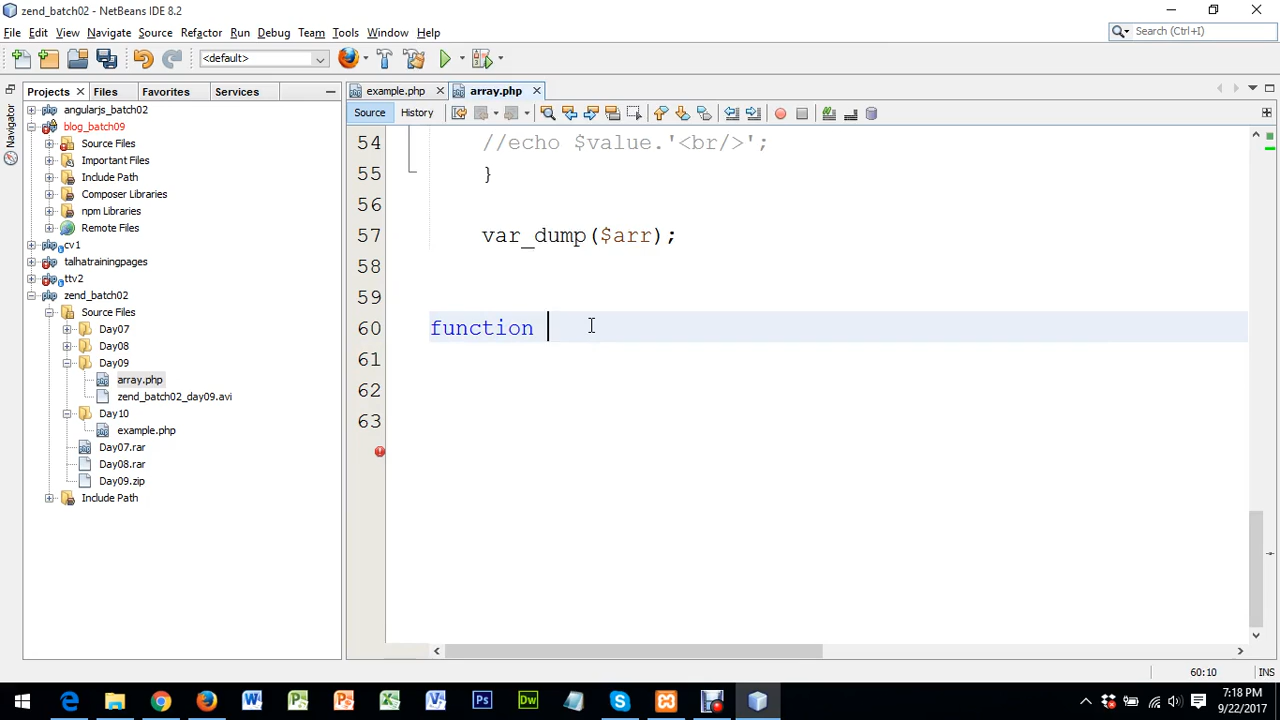 zend_batch02 - NetBeans IDE 8.2
File Edit View Navigate Source Refactor Run Debug Team Tools Window Help
Search (Ctrl+I)
<default>
Projects Files Favorites Services
example.php array.php
Navigator
Source History
angularjs_batch02
blog_batch09
Source Files
Important Files
Include Path
Composer Libraries
npm Libraries
Remote Files
cv1
talhatrainingpages
ttv2
zend_batch02
Source Files
Day07
Day08
Day09
array.php
zend_batch02_day09.avi
Day10
example.php
Day07.rar
Day08.rar
Day09.zip
Include Path
54 //echo $value.'<br/>';
55 }
56
57 var_dump($arr);
58
59
60 function
61
62
63
60:10 INS
7:18 PM
9/22/2017